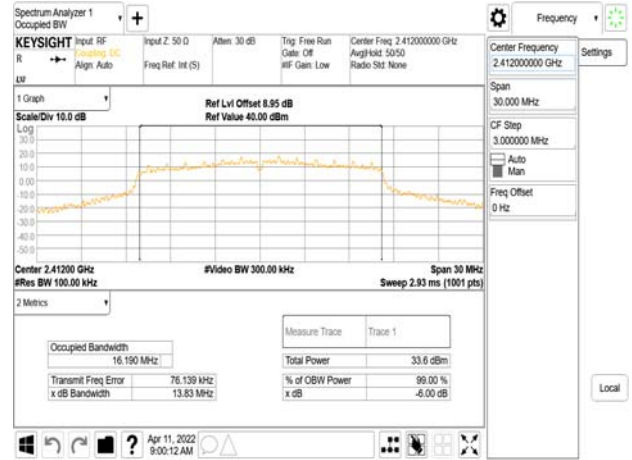 Spectrum Analyzer 1
Occupied BW
Frequency
KEYSIGHT
R
LU
Input: RF
Coupling: DC
Align: Auto
Input Z: 50 Ω
Freq Ref: Int (S)
Atten: 30 dB
Trig: Free Run
Gate: Off
#IF Gain: Low
Center Freq: 2.412000000 GHz
Avg|Hold: 50/50
Radio Std: None
Center Frequency
2.412000000 GHz
Settings
Span
30.000 MHz
CF Step
3.000000 MHz
Auto
Man
Freq Offset
0 Hz
Local
1 Graph
Scale/Div 10.0 dB
Ref Lvl Offset 8.95 dB
Ref Value 40.00 dBm
Log
30.0
20.0
10.0
0.00
-10.0
-20.0
-30.0
-40.0
-50.0
Center 2.41200 GHz
#Res BW 100.00 kHz
#Video BW 300.00 kHz
Span 30 MHz
Sweep 2.93 ms (1001 pts)
2 Metrics
Measure Trace Trace 1
Occupied Bandwidth
16.190 MHz
Total Power 33.6 dBm
Transmit Freq Error 76.139 kHz
% of OBW Power 99.00 %
x dB Bandwidth 13.83 MHz
x dB -6.00 dB
Apr 11, 2022
9:00:12 AM